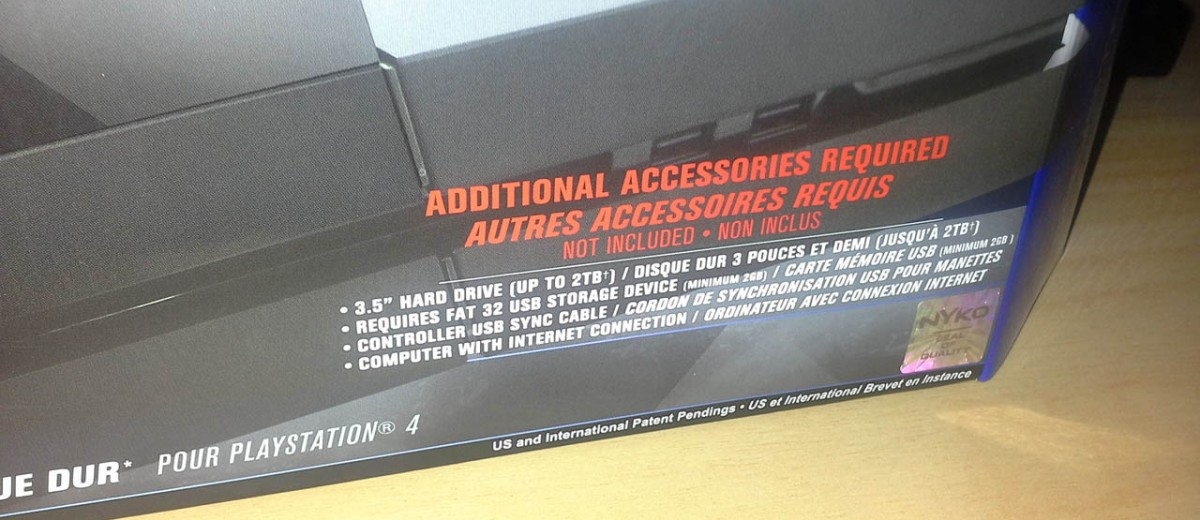 ADDITIONAL ACCESSORIES REQUIRED
AUTRES ACCESSOIRES REQUIS
NOT INCLUDED • NON INCLUS
• 3.5" HARD DRIVE (UP TO 2TB†) / DISQUE DUR 3 POUCES ET DEMI (JUSQU'À 2TB†)
• REQUIRES FAT 32 USB STORAGE DEVICE (MINIMUM 2GB) / CARTE MÉMOIRE USB (MINIMUM 2GB)
• CONTROLLER USB SYNC CABLE / CORDON DE SYNCHRONISATION USB POUR MANETTES
• COMPUTER WITH INTERNET CONNECTION / ORDINATEUR AVEC CONNEXION INTERNET
NYKO
SEAL
OF
QUALITY
UE DUR* POUR PLAYSTATION® 4
US and International Patent Pendings • US et International Brevet en Instance